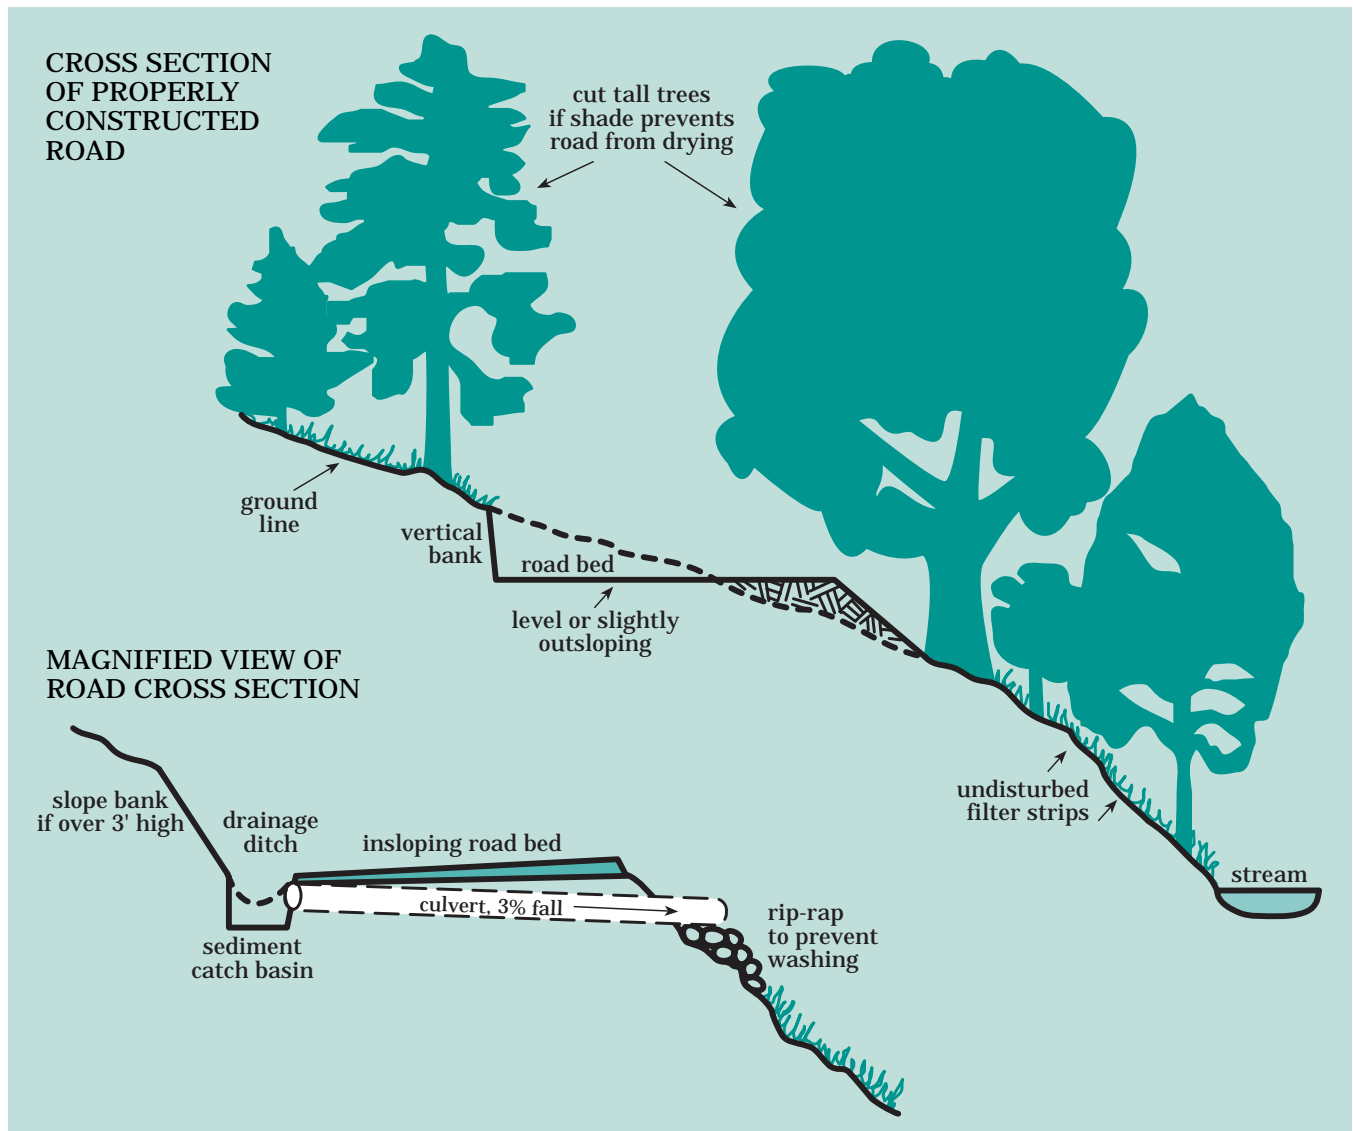 CROSS SECTION
OF PROPERLY
CONSTRUCTED
ROAD
cut tall trees
if shade prevents
road from drying
ground
line
vertical
bank
road bed
level or slightly
outsloping
undisturbed
filter strips
stream
MAGNIFIED VIEW OF
ROAD CROSS SECTION
slope bank
if over 3' high
drainage
ditch
insloping road bed
culvert, 3% fall
sediment
catch basin
rip-rap
to prevent
washing